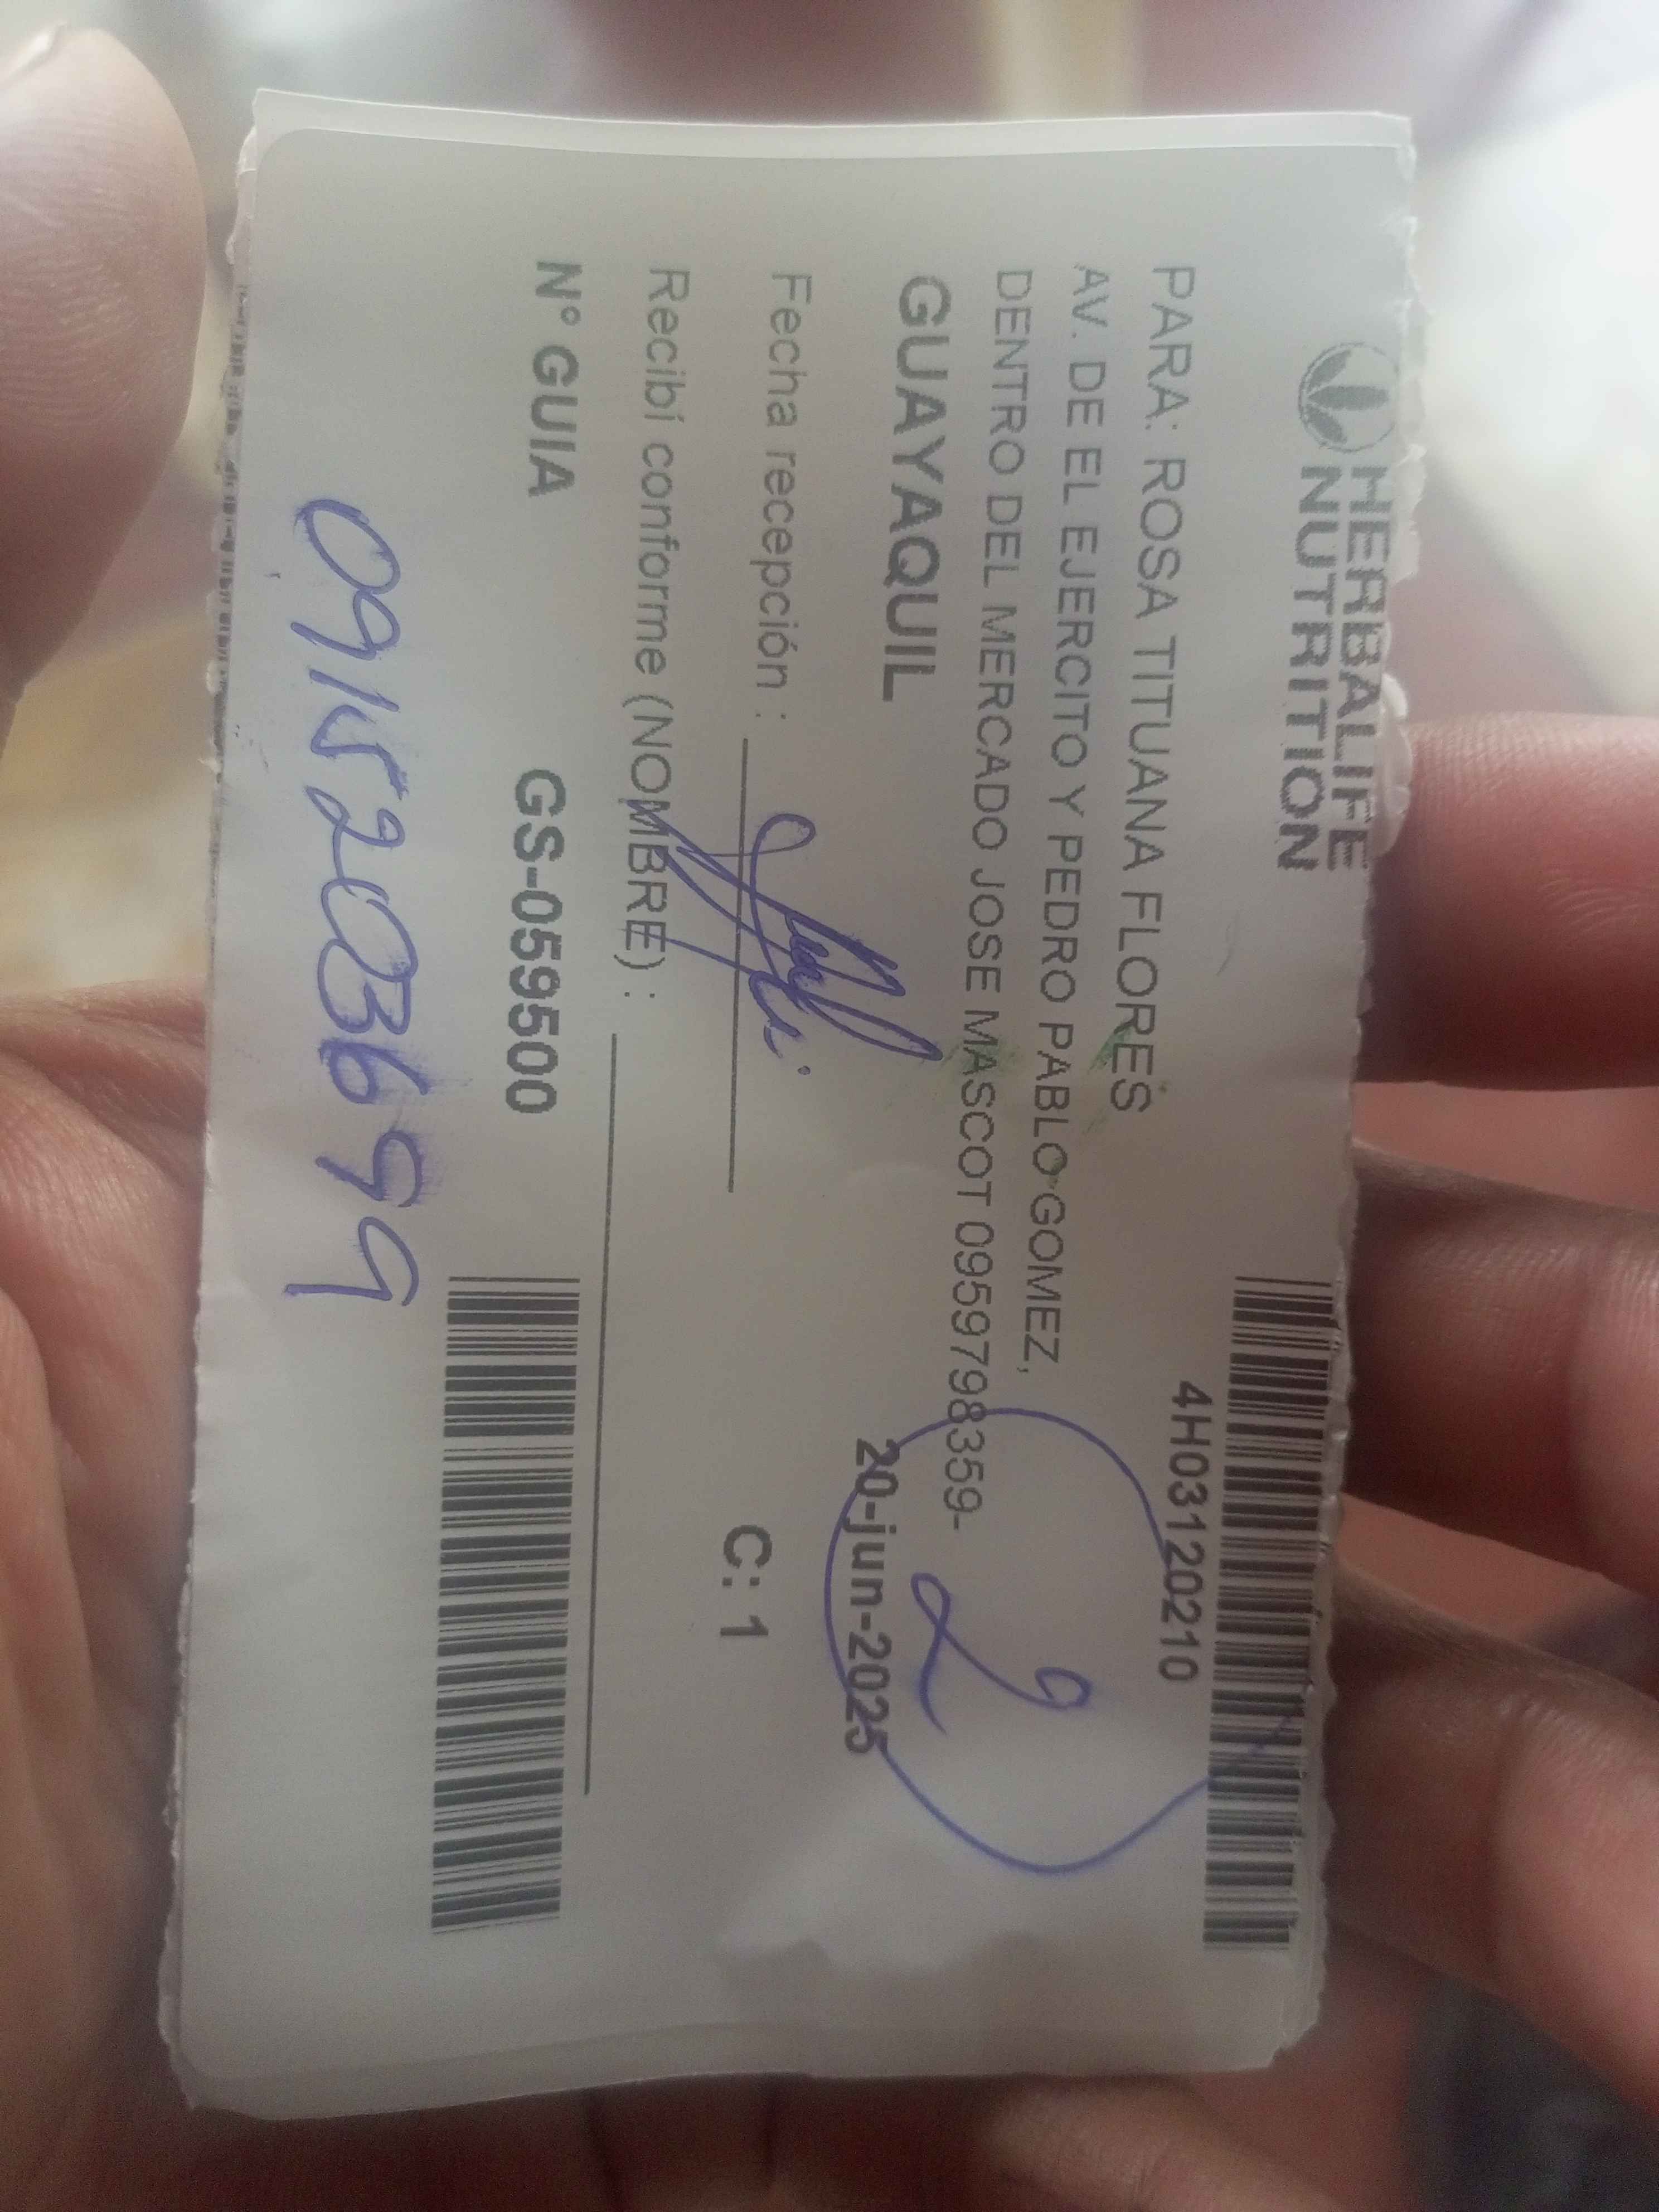 HERBALIFE
NUTRITION
4H03120210
PARA: ROSA TITUANA FLORES
AV. DE EL EJERCITO Y PEDRO PABLO GOMEZ,
DENTRO DEL MERCADO JOSE MASCOT 0959798359-
2
GUAYAQUIL
20-jun-2025
Fecha recepción :
C: 1
Recibí conforme (NOMBRE) :
N° GUIA
GS-059500
0915203699